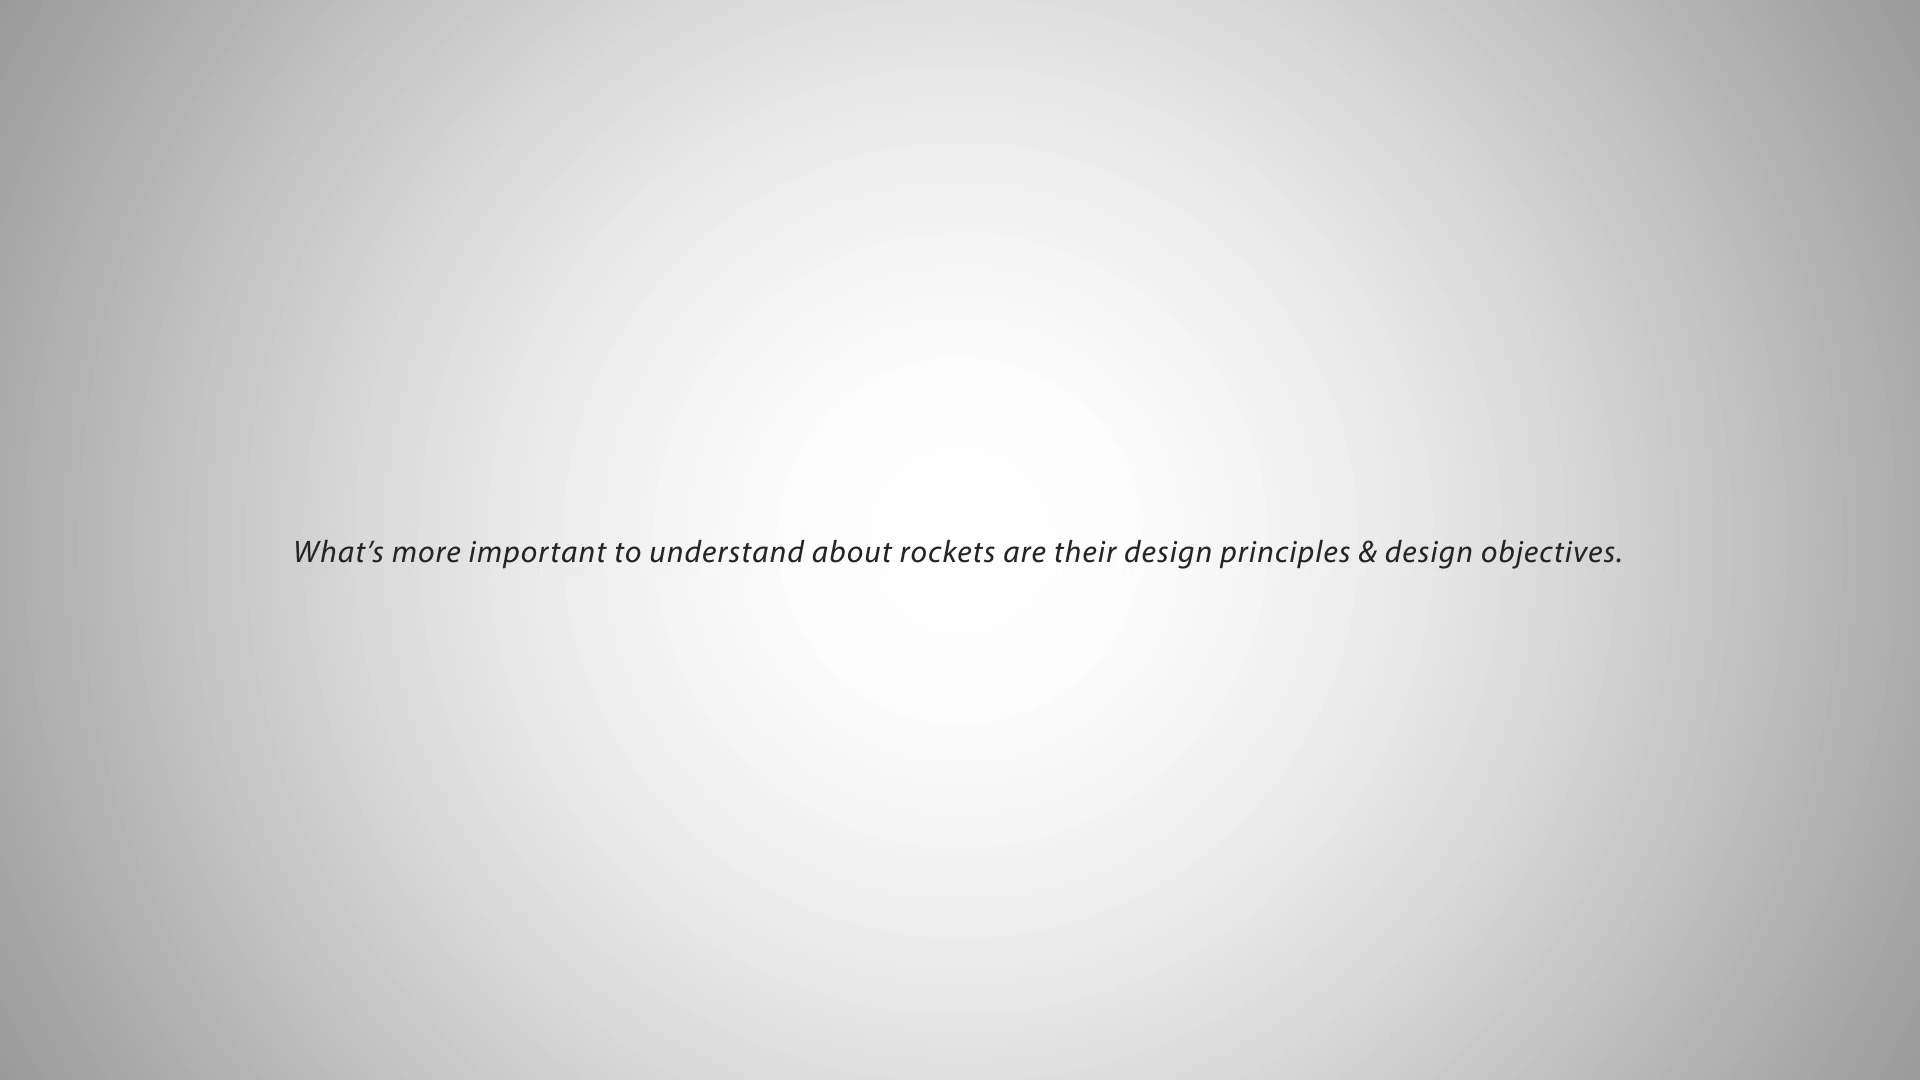 What’s more important to understand about rockets are their design principles & design objectives.